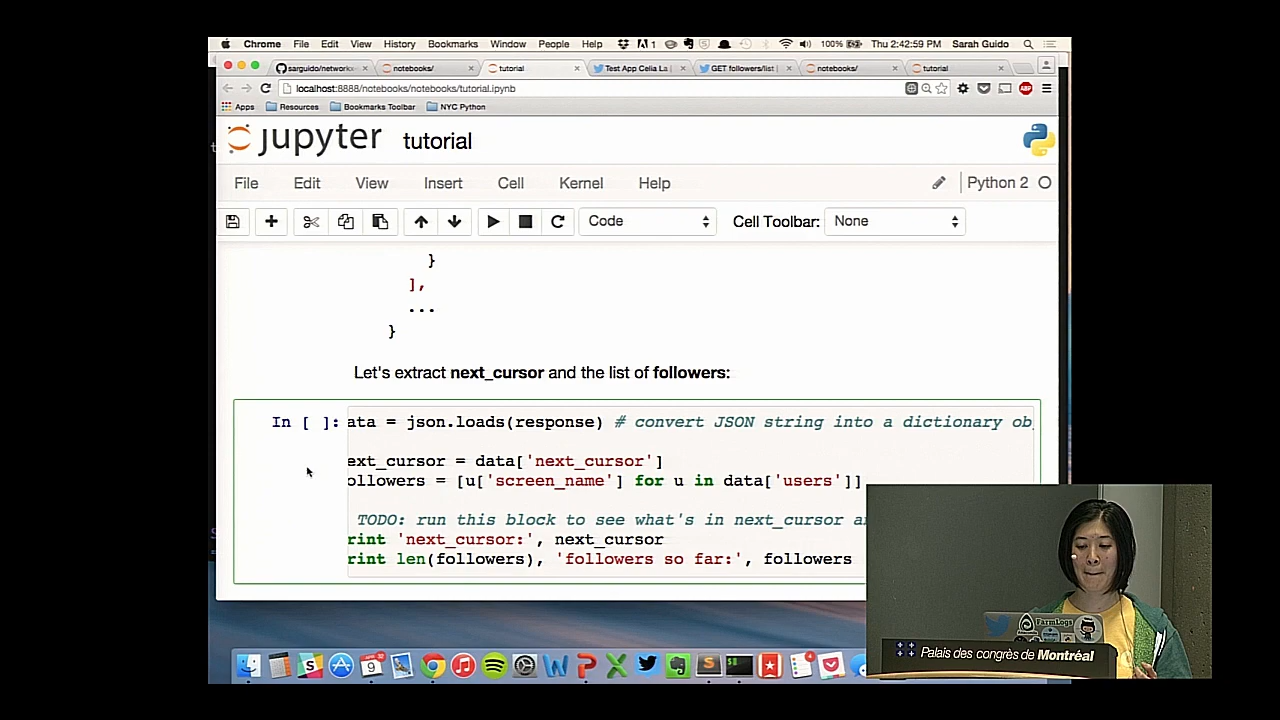 Chrome File Edit View History Bookmarks Window People Help 1 100% Thu 2:42:59 PM Sarah Guido
sarguido/network notebooks/ tutorial Test App Celia La GET followers/list notebooks/ tutorial
localhost:8888/notebooks/notebooks/tutorial.ipynb
Apps Resources Bookmarks Toolbar NYC Python
jupyter tutorial
File Edit View Insert Cell Kernel Help Python 2
Code Cell Toolbar: None
}
],
...
}
Let's extract next_cursor and the list of followers:
In [ ]: ata = json.loads(response) # convert JSON string into a dictionary ob
ext_cursor = data['next_cursor']
ollowers = [u['screen_name'] for u in data['users']]
TODO: run this block to see what's in next_cursor a
rint 'next_cursor:', next_cursor
rint len(followers), 'followers so far:', followers
FarmLogs
Palais des congrès de Montréal